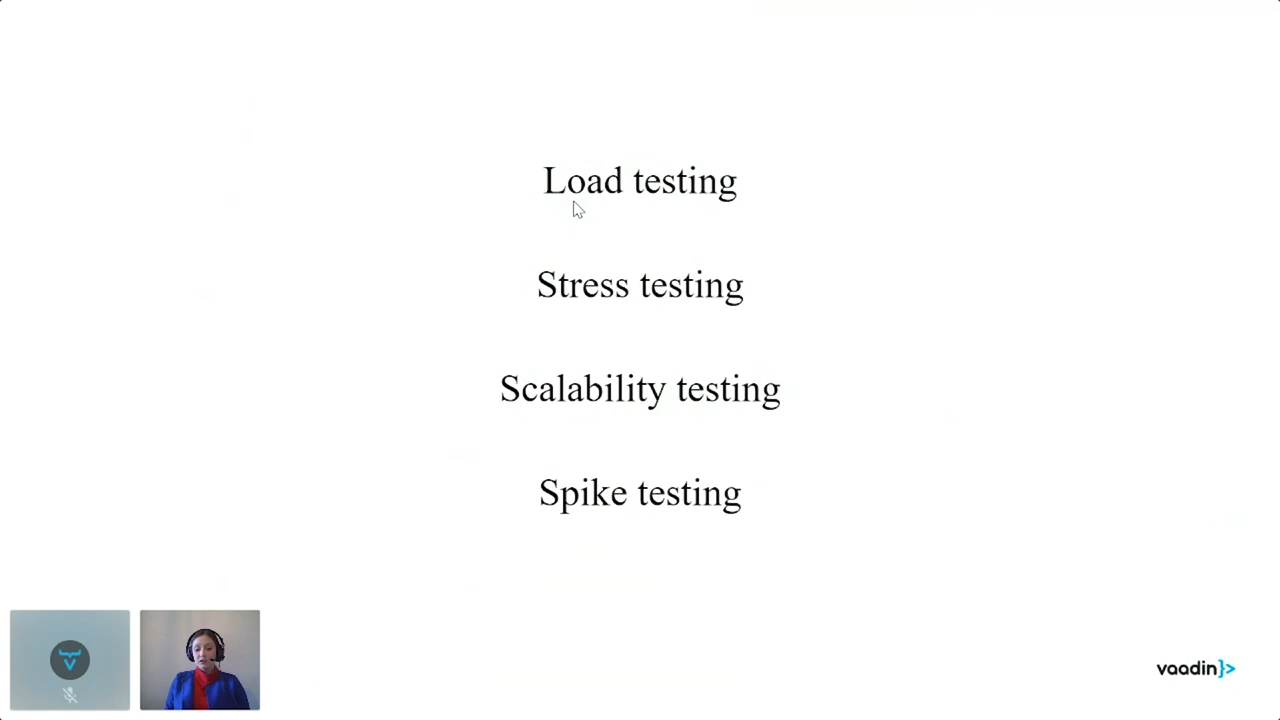 Load testing
Stress testing
Scalability testing
Spike testing
vaadin}>